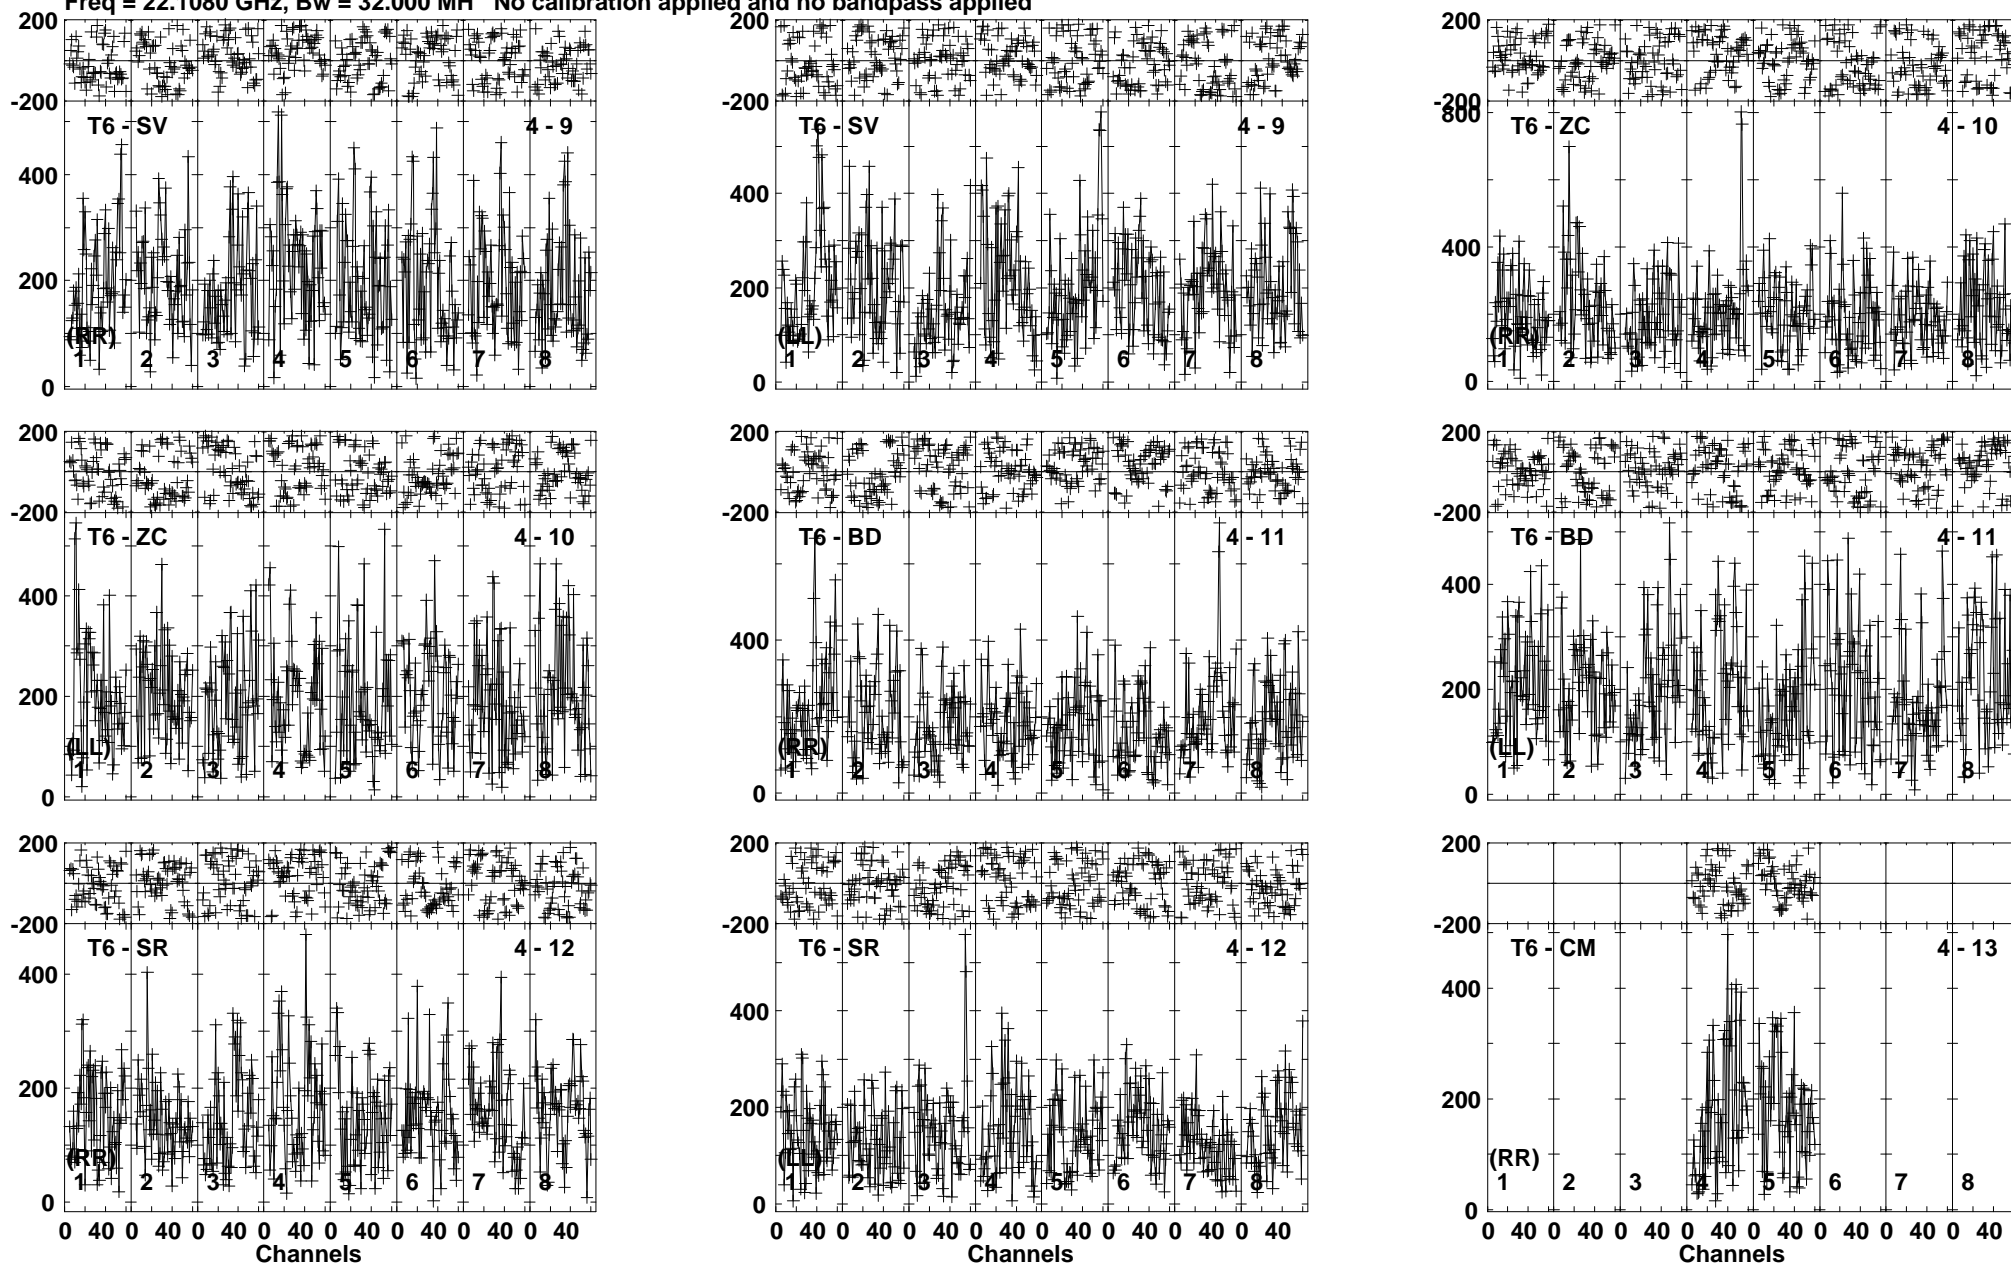 Freq = 22.1080 GHz, Bw = 32.000 MH No calibration applied and no bandpass applied
200 200 200
-200 -200 -200
800
T6 - SV 4 - 9 T6 - SV 4 - 9 T6 - ZC 4 - 10
400 400 400
200 200
(RR) (LL) (RR)
1 2 3 4 5 6 7 8 1 2 3 4 5 6 7 8 1 2 3 4 5 6 7 8
0 0 0
200 200 200
-200 -200 -200
T6 - ZC 4 - 10 T6 - BD 4 - 11 T6 - BD 4 - 11
400 400 400
200 200
(LL) (RR) (LL)
1 2 3 4 5 6 7 8 1 2 3 4 5 6 7 8 1 2 3 4 5 6 7 8
0 0 0
200 200 200
-200 -200 -200
T6 - SR 4 - 12 T6 - SR 4 - 12 T6 - CM 4 - 13
400 400 400
200 200 200
(RR) (LL) (RR)
1 2 3 4 5 6 7 8 1 2 3 4 5 6 7 8 1 2 3 4 5 6 7 8
0 0 0
0 40 0 40 0 40 0 40 0 40 0 40 0 40 0 40 0 40 0 40 0 40 0 40 0 40 0 40 0 40 0 40 0 40 0 40 0 40 0 40 0 40 0 40 0 40 0 40
Channels Channels Channels